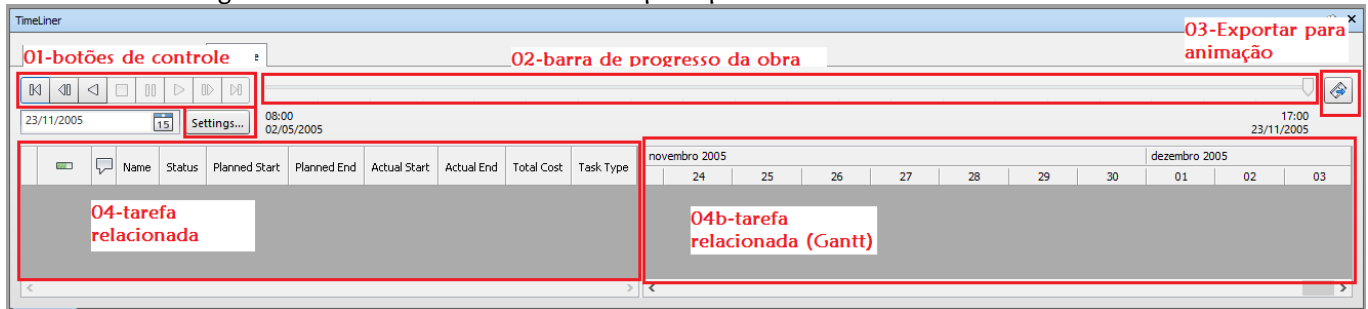 TimeLiner
03-Exportar para
animação
01-botões de controle
02-barra de progresso da obra
23/11/2005
15
Settings...
08:00
02/05/2005
17:00
23/11/2005
Name Status Planned Start Planned End Actual Start Actual End Total Cost Task Type
novembro 2005 dezembro 2005
24 25 26 27 28 29 30 01 02 03
04-tarefa
relacionada
04b-tarefa
relacionada (Gantt)